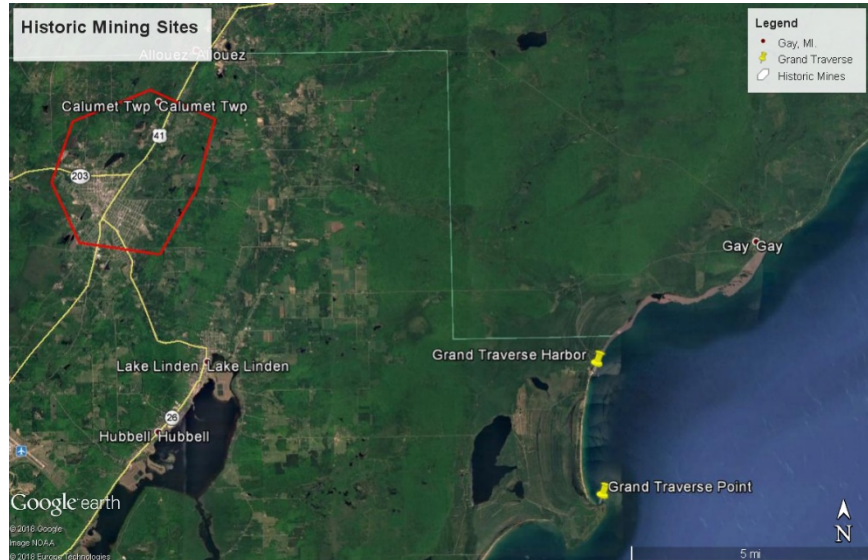 Historic Mining Sites
Legend
Gay, MI.
Grand Traverse
Historic Mines
Allouez Allouez
Calumet Twp Calumet Twp
41
203
Gay Gay
Grand Traverse Harbor
Lake Linden Lake Linden
26
Hubbell Hubbell
Grand Traverse Point
Google earth
© 2018 Google
Image NOAA
© 2018 Europe Technologies
N
5 mi